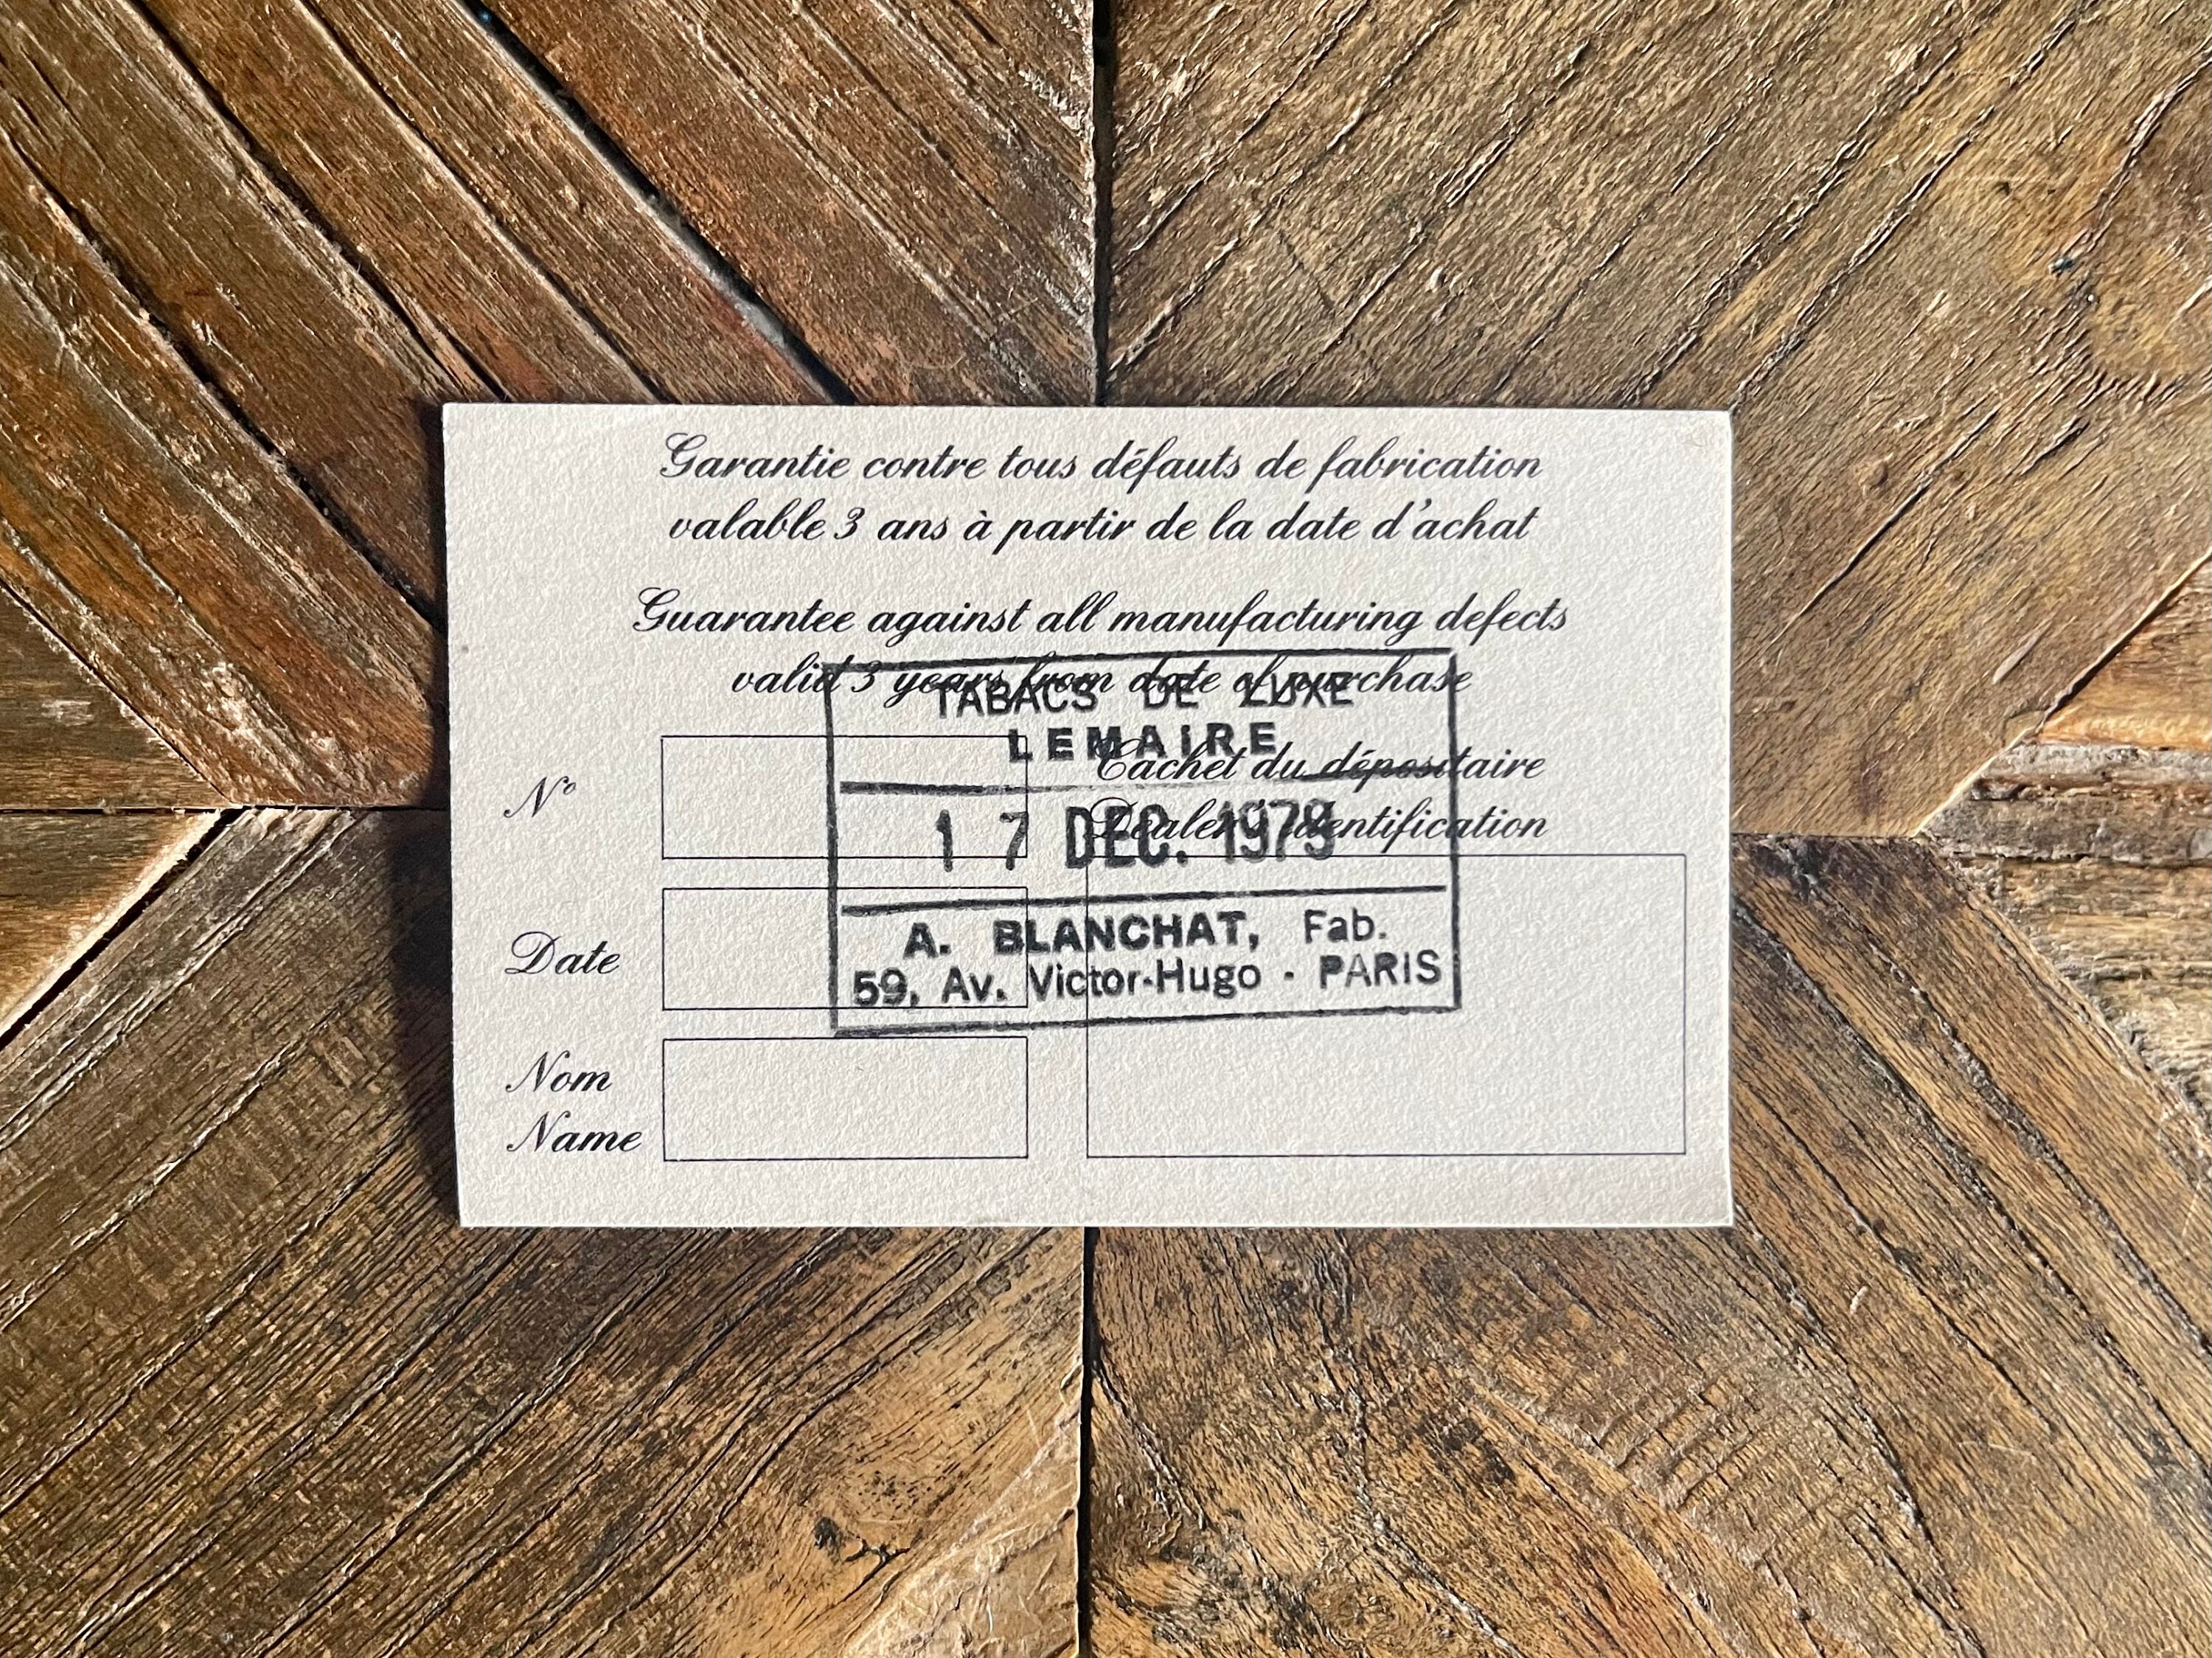 Garantie contre tous défauts de fabrication
valable 3 ans à partir de la date d'achat
Guarantee against all manufacturing defects
valid 3 years from date of purchase
TABACS DE LUXE
LEMAIRE
Cachet du dépositaire
Dealer's identification
Nº
17 DEC. 1979
A. BLANCHAT, Fab.
59, Av. Victor-Hugo - PARIS
Date
Nom
Name